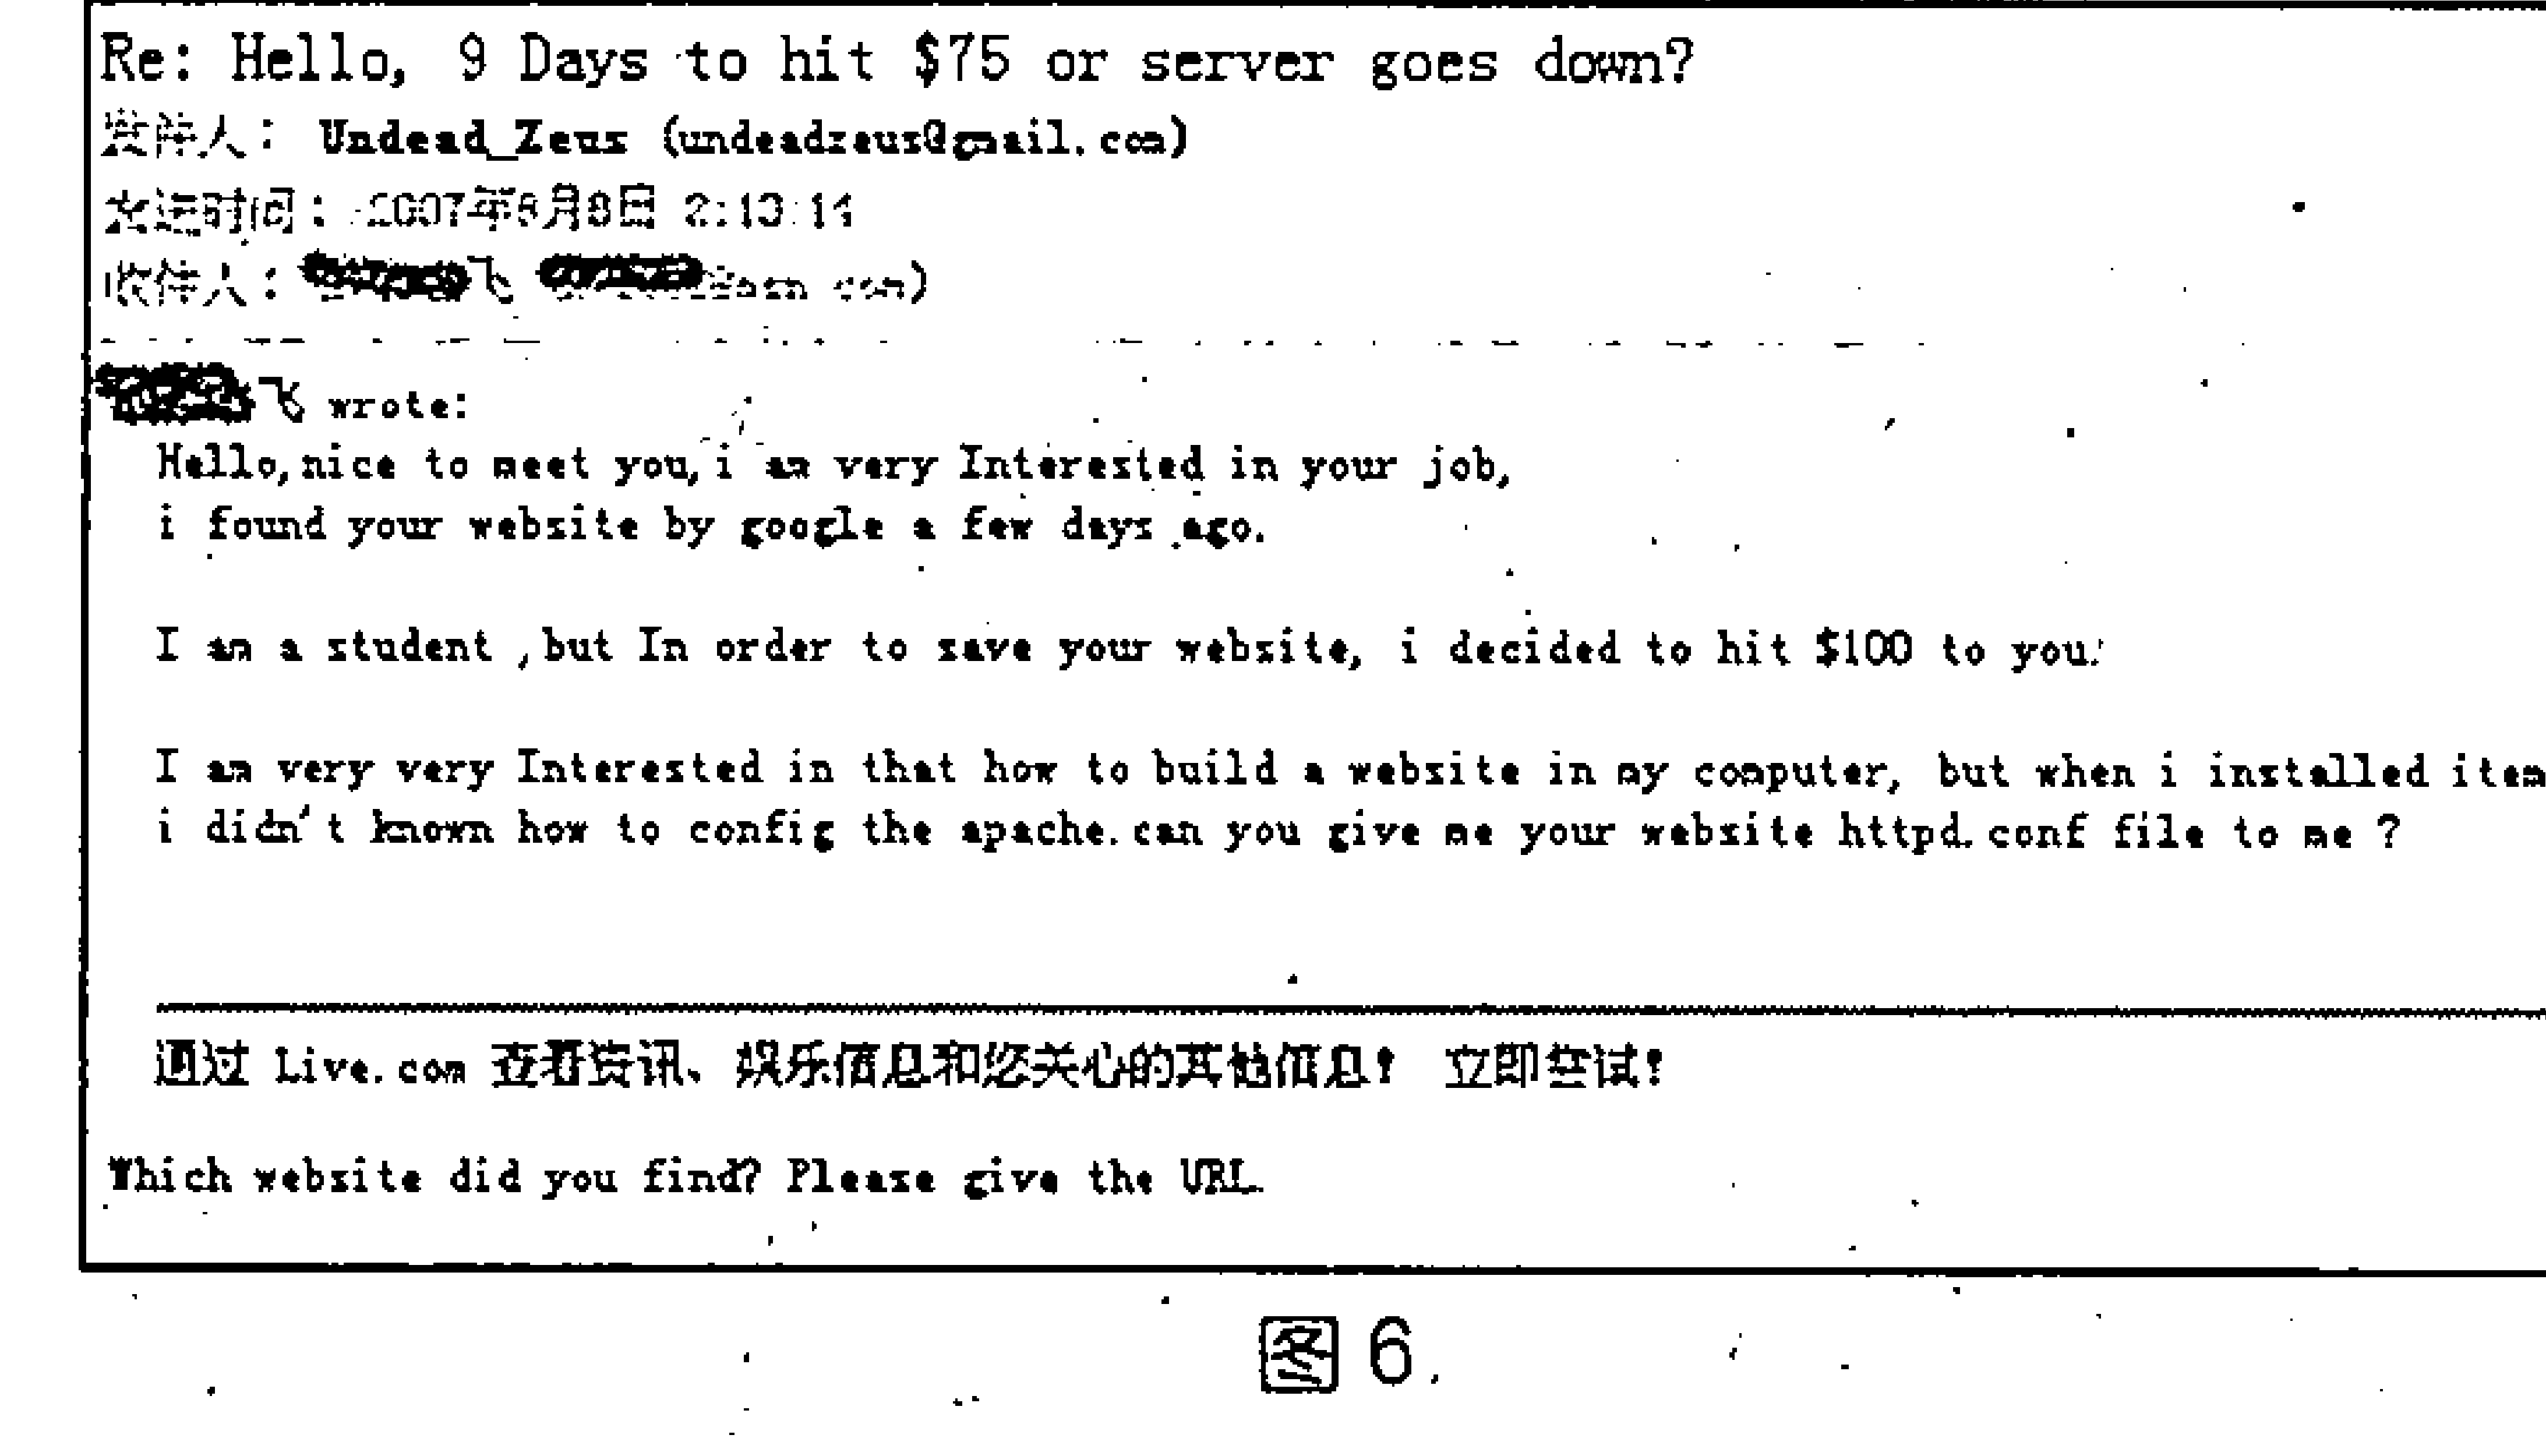 Re: Hello, 9 Days to hit $75 or server goes down?
发件人: Undead_Zeus (undeadzeus@gmail.com)
发送时间: 2007年8月8日 2:13:14
收件人: 飞 com)
飞 wrote:
Hello,nice to meet you,i am very Interested in your job,
i found your website by google a few days ago.
I am a student ,but In order to save your website, i decided to hit $100 to you.
I am very very Interested in that how to build a website in my computer, but when i installed item
i didn't known how to config the apache.can you give me your website httpd.conf file to me ?
通过 Live.com 查看资讯、娱乐信息和您关心的其他信息! 立即尝试!
Which website did you find? Please give the URL.
图6